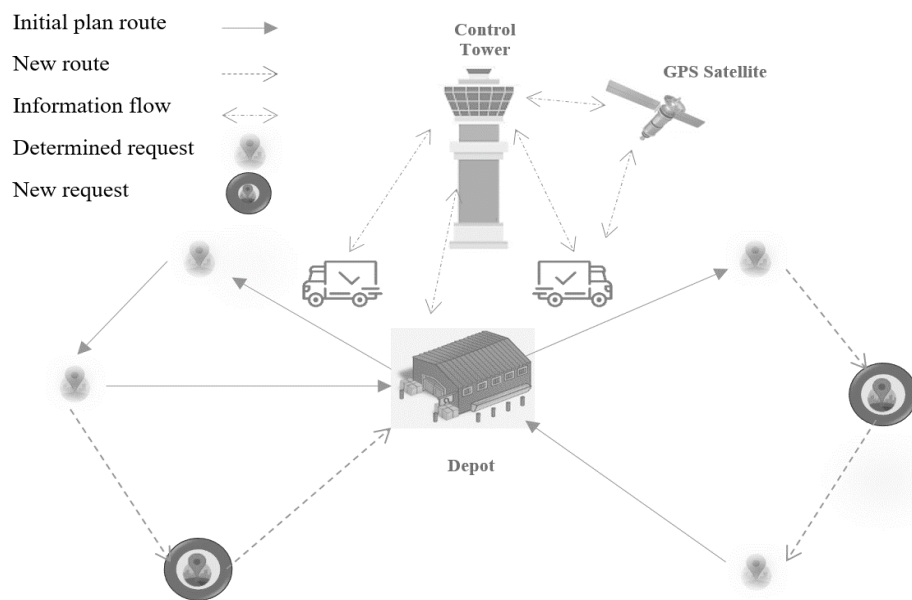 Initial plan route
New route
Information flow
Determined request
New request
Control
Tower
GPS Satellite
Depot